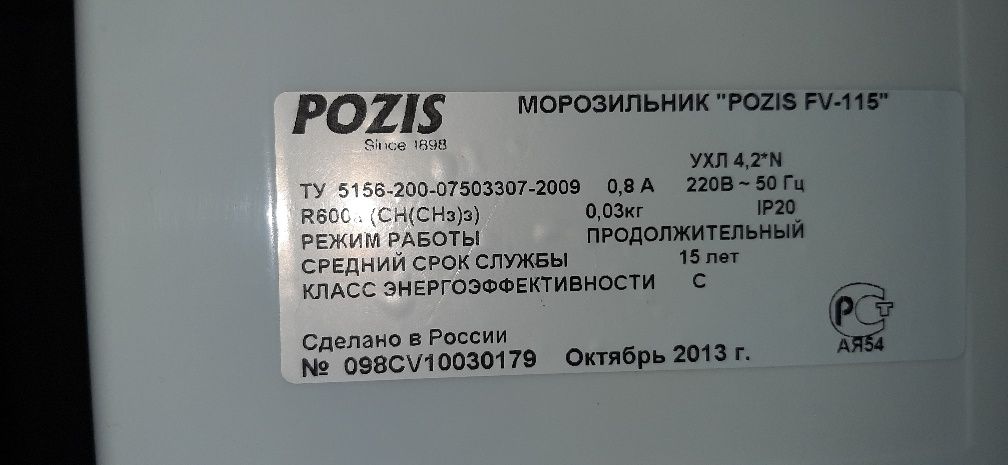 POZIS
Since 1898
МОРОЗИЛЬНИК "POZIS FV-115"
УХЛ 4,2*N
ТУ 5156-200-07503307-2009 0,8 А 220В ~ 50 Гц
(CH(CH3)3) 0,03кг IP20
РЕЖИМ РАБОТЫ ПРОДОЛЖИТЕЛЬНЫЙ
СРЕДНИЙ СРОК СЛУЖБЫ 15 лет
КЛАСС ЭНЕРГОЭФФЕКТИВНОСТИ С
РСТ
АЯ54
Сделано в России
№ 098CV10030179 Октябрь 2013 г.